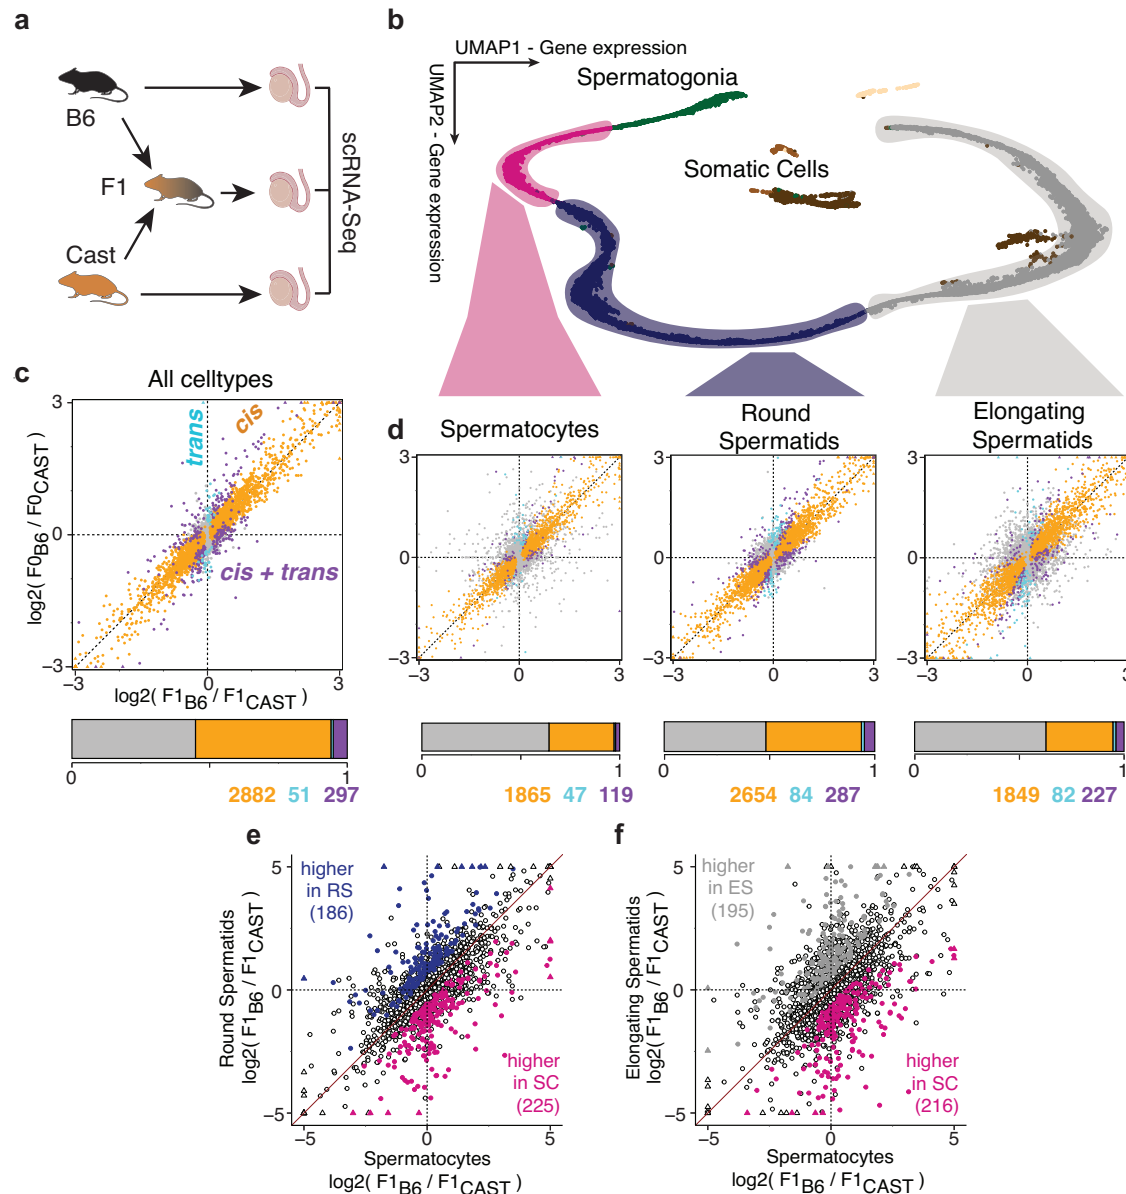 a
B6
F1
Cast
scRNA-Seq
b
UMAP1 - Gene expression
UMAP2 - Gene expression
Spermatogonia
Somatic Cells
c
All celltypes
trans
cis
cis + trans
3
0
−3
log2( F0B6 / F0CAST )
−3
0
3
log2( F1B6 / F1CAST )
0
1
2882 51 297
d
Spermatocytes
3
0
−3
−3
0
3
0
1
1865 47 119
Round
Spermatids
3
0
−3
−3
0
3
0
1
2654 84 287
Elongating
Spermatids
3
0
−3
−3
0
3
0
1
1849 82 227
e
higher
in RS
(186)
higher
in SC
(225)
5
0
−5
Round Spermatids
log2( F1B6 / F1CAST )
−5
0
5
Spermatocytes
log2( F1B6 / F1CAST )
f
higher
in ES
(195)
higher
in SC
(216)
5
0
−5
Elongating Spermatids
log2( F1B6 / F1CAST )
−5
0
5
Spermatocytes
log2( F1B6 / F1CAST )